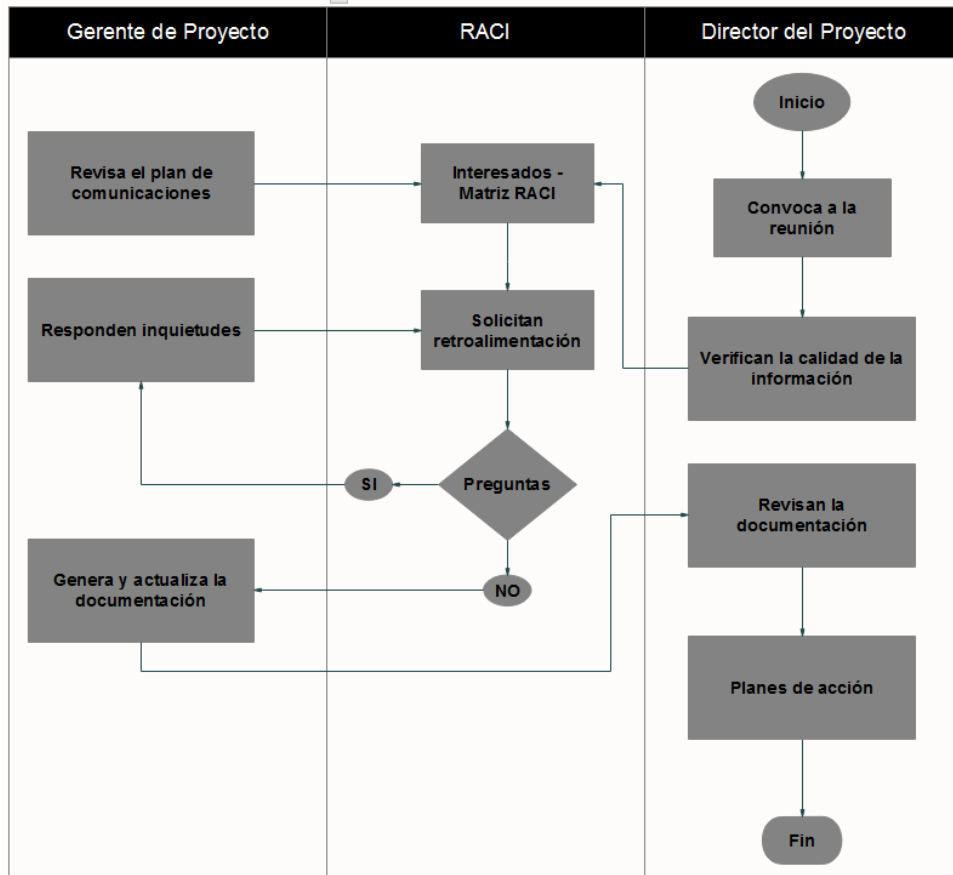 Gerente de Proyecto
RACI
Director del Proyecto
Inicio
Revisa el plan de
comunicaciones
Interesados -
Matriz RACI
Convoca a la
reunión
Responden inquietudes
Solicitan
retroalimentación
Verifican la calidad de la
información
SI
Preguntas
Revisan la
documentación
Genera y actualiza la
documentación
NO
Planes de acción
Fin